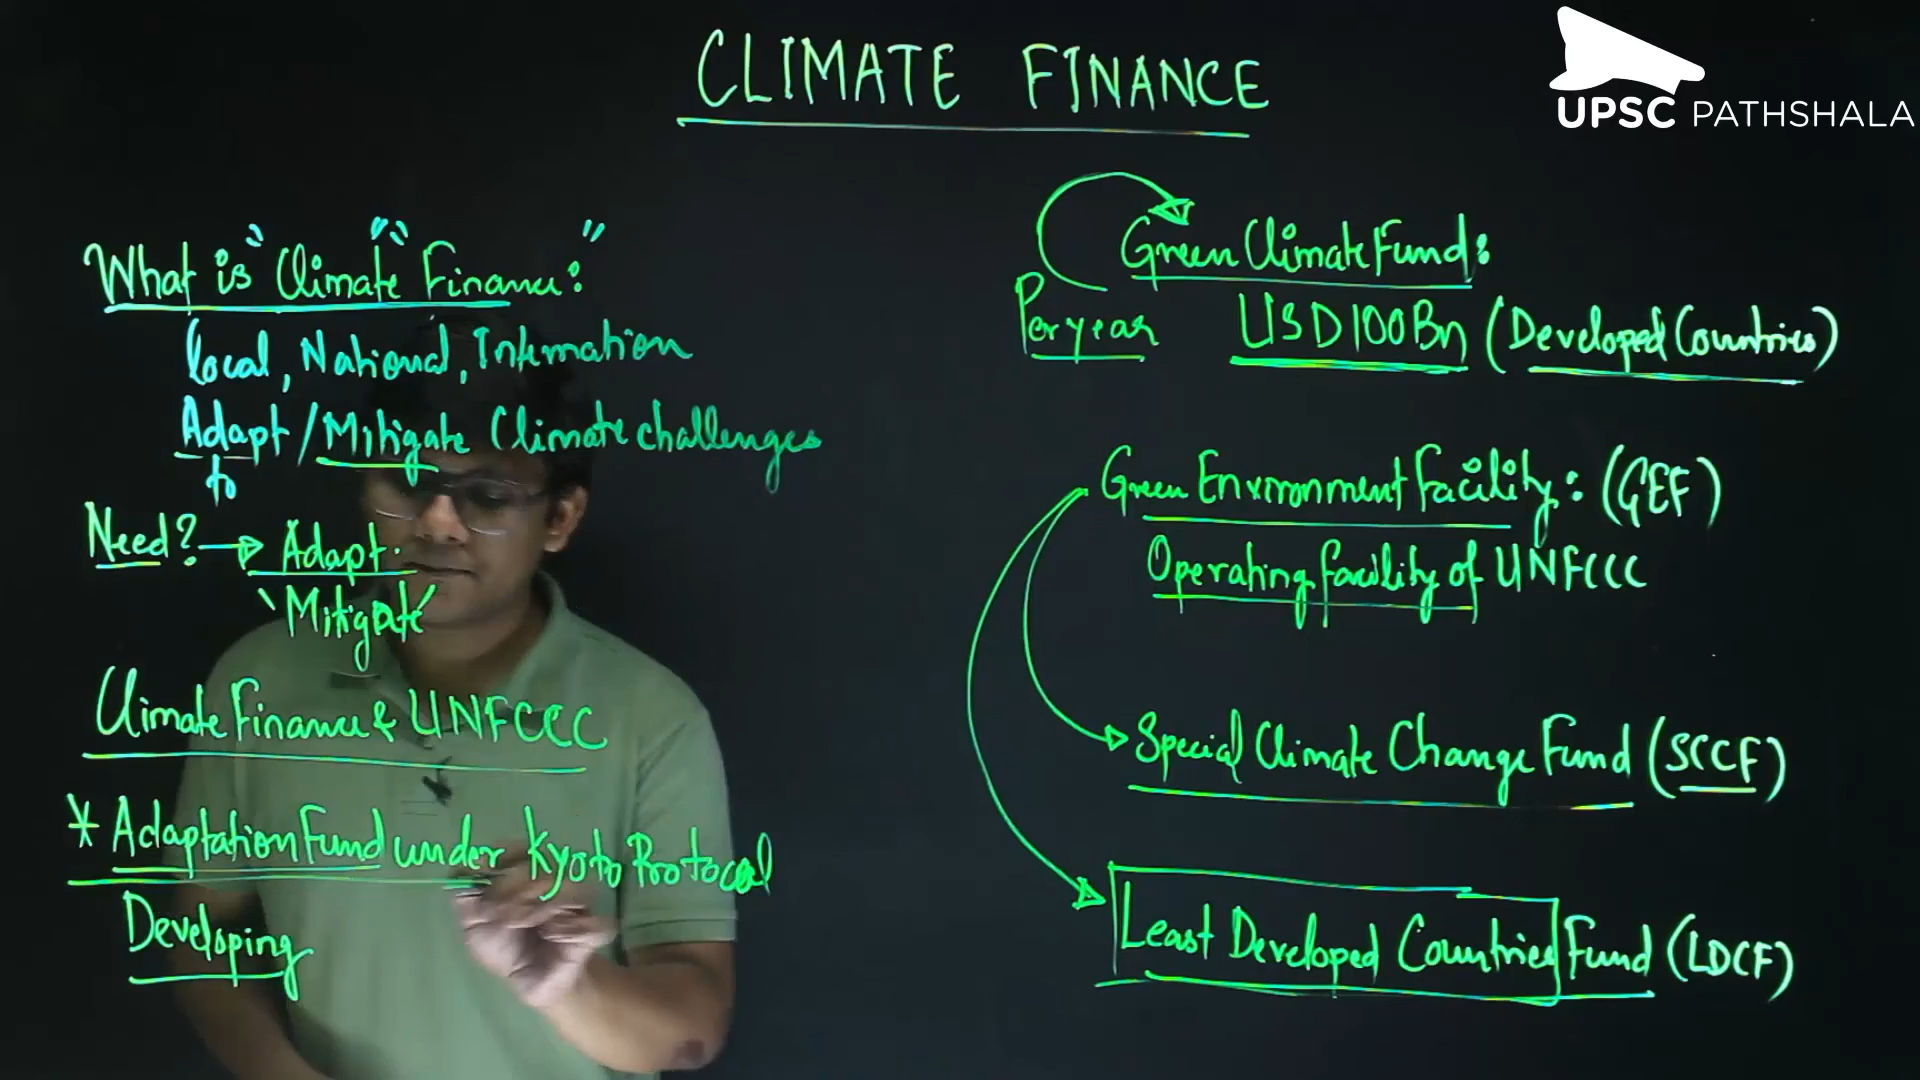 CLIMATE FINANCE
UPSC PATHSHALA
What is "Climate" "Finance":
Local, National, Internation
Adapt / Mitigate Climate challenges
to
Need? → Adapt.
'Mitigate'
Climate Finance & UNFCCC
* Adaptation Fund under Kyoto Protocol
Developing
Green Climate Fund:
Per year USD 100 Bn (Developed Countries)
Green Environment Facility: (GEF)
Operating facility of UNFCCC
Special Climate Change Fund (SCCF)
Least Developed Countries Fund (LDCF)